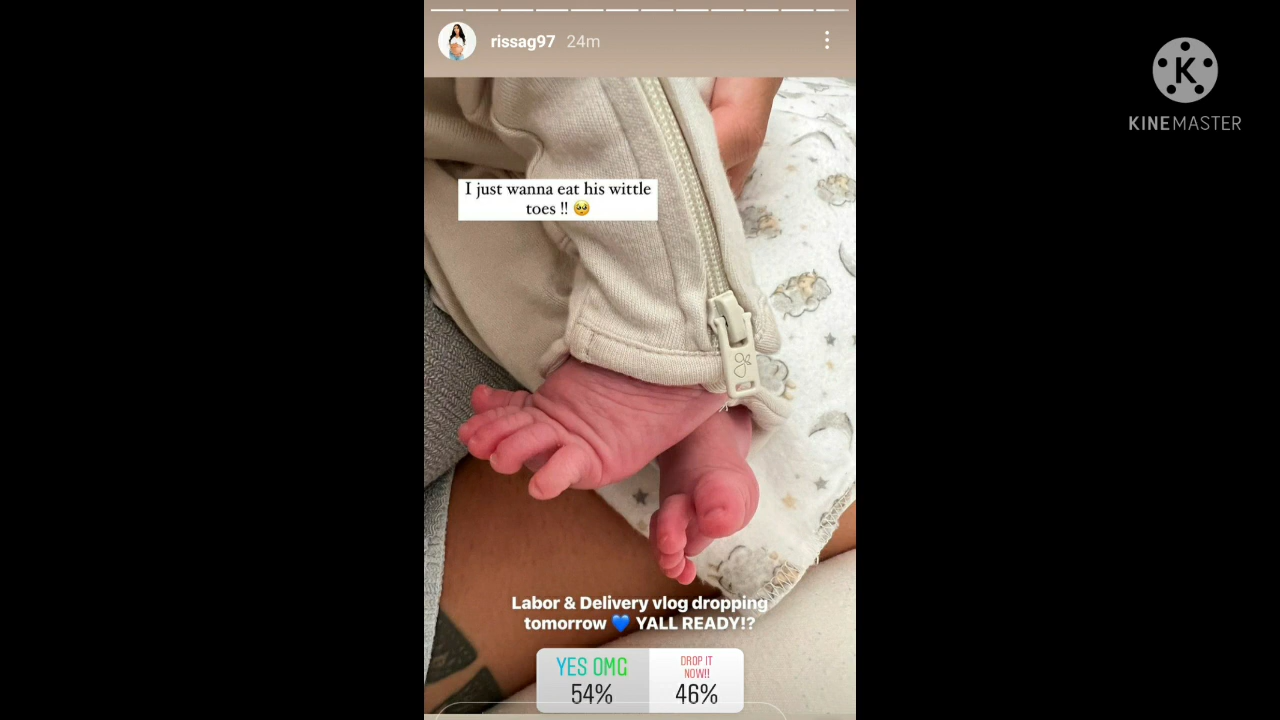 rissag97 24m
K
KINEMASTER
I just wanna eat his wittle
toes !! 🥺
Labor & Delivery vlog dropping
tomorrow 💙 YALL READY!?
YES OMG
54%
DROP IT
NOW!!
46%